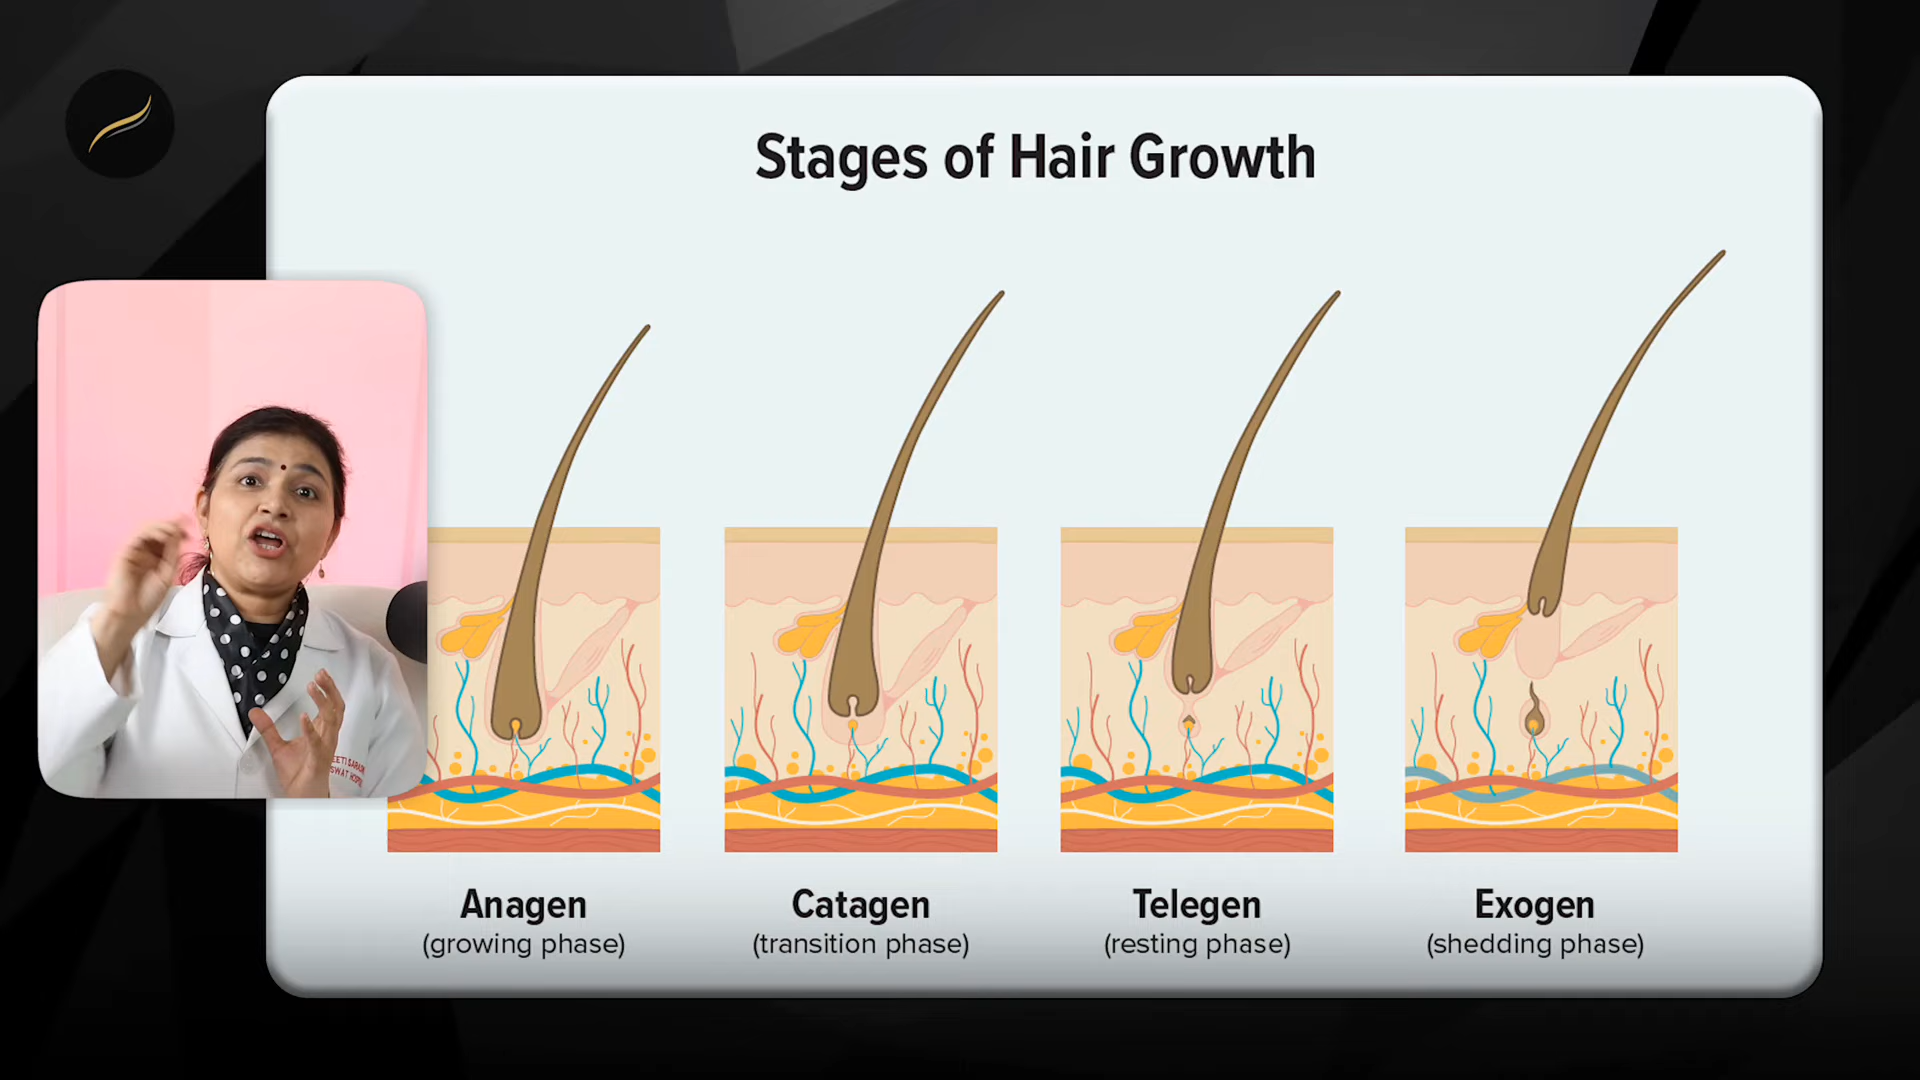 Stages of Hair Growth
Anagen
(growing phase)
Catagen
(transition phase)
Telegen
(resting phase)
Exogen
(shedding phase)